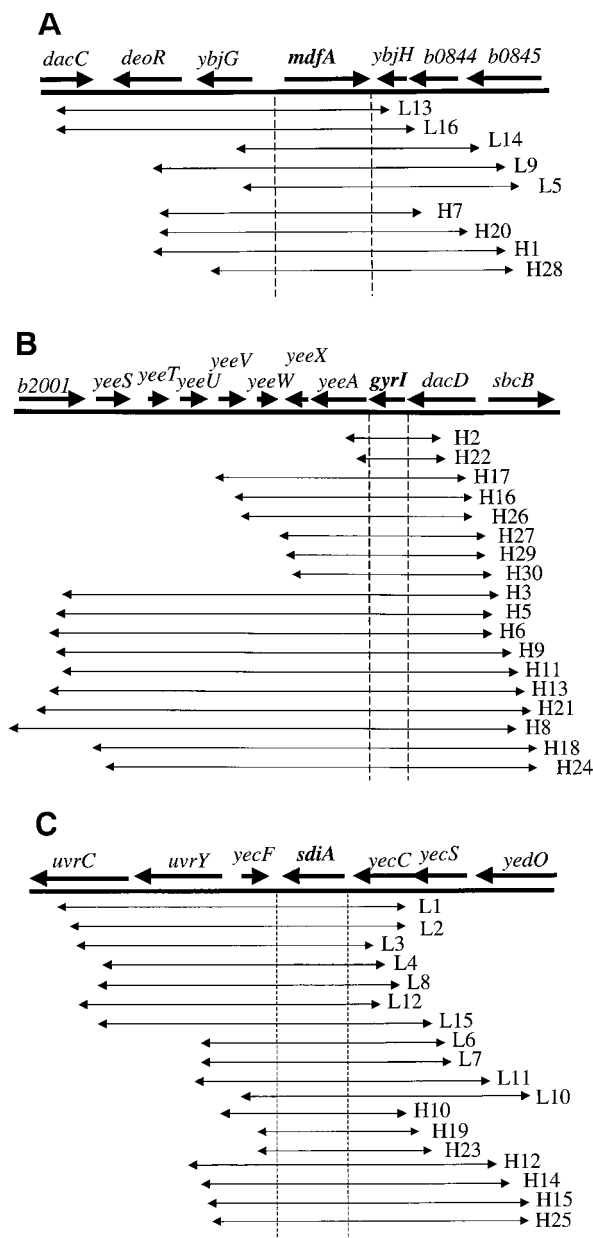 A
dacC deoR ybjG mdfA ybjH b0844 b0845
L13
L16
L14
L9
L5
H7
H20
H1
H28
B
b2001 yeeS yeeT yeeU yeeV yeeW yeeX yeeA gyrI dacD sbcB
H2
H22
H17
H16
H26
H27
H29
H30
H3
H5
H6
H9
H11
H13
H21
H8
H18
H24
C
uvrC uvrY yecF sdiA yecC yecS yedO
L1
L2
L3
L4
L8
L12
L15
L6
L7
L11
L10
H10
H19
H23
H12
H14
H15
H25